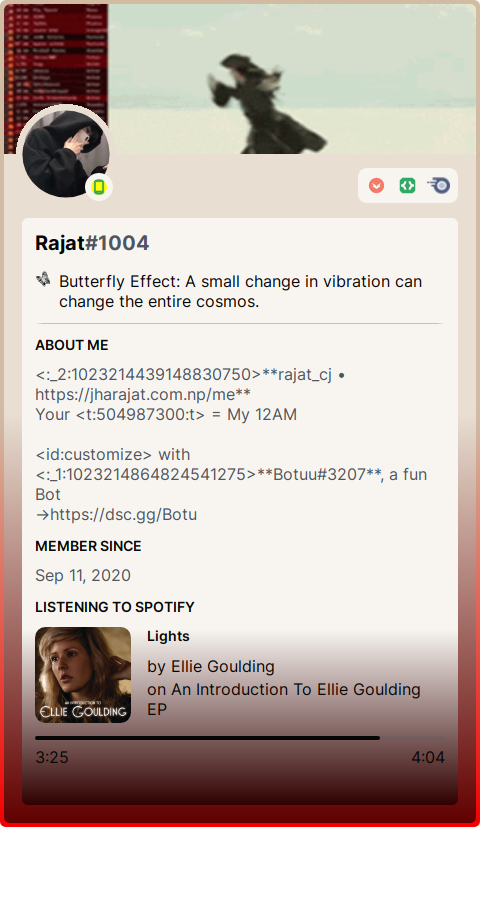 Rajat#1004
Butterfly Effect: A small change in vibration can
change the entire cosmos.
ABOUT ME
<:_2:1023214439148830750>**rajat_cj •
https://jharajat.com.np/me**
Your <t:504987300:t> = My 12AM
<id:customize> with
<:_1:1023214864824541275>**Botuu#3207**, a fun
Bot
→https://dsc.gg/Botu
MEMBER SINCE
Sep 11, 2020
LISTENING TO SPOTIFY
Lights
by Ellie Goulding
on An Introduction To Ellie Goulding
EP
AN INTRODUCTION TO
ELLIE GOULDING
3:25
4:04